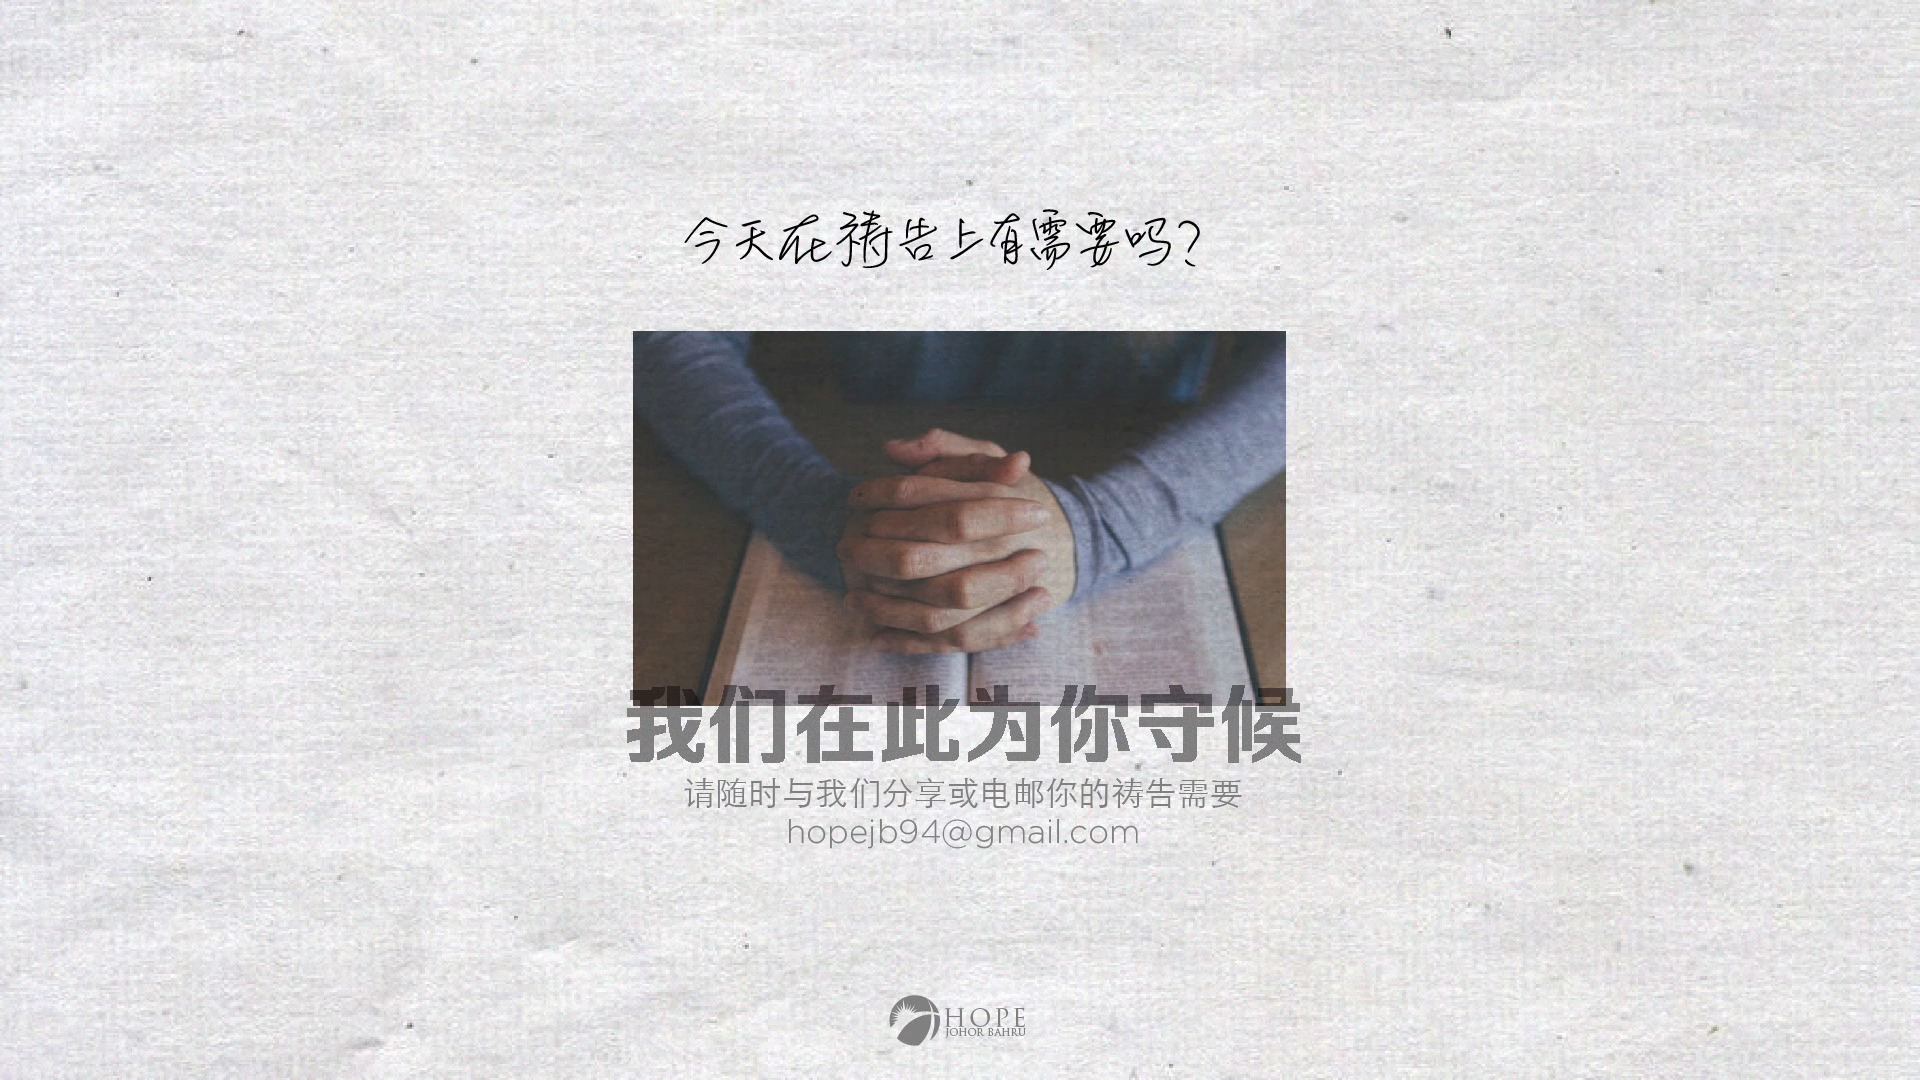 今天在祷告上有需要吗？
我们在此为你守候
请随时与我们分享或电邮你的祷告需要
hopejb94@gmail.com
HOPE
JOHOR BAHRU